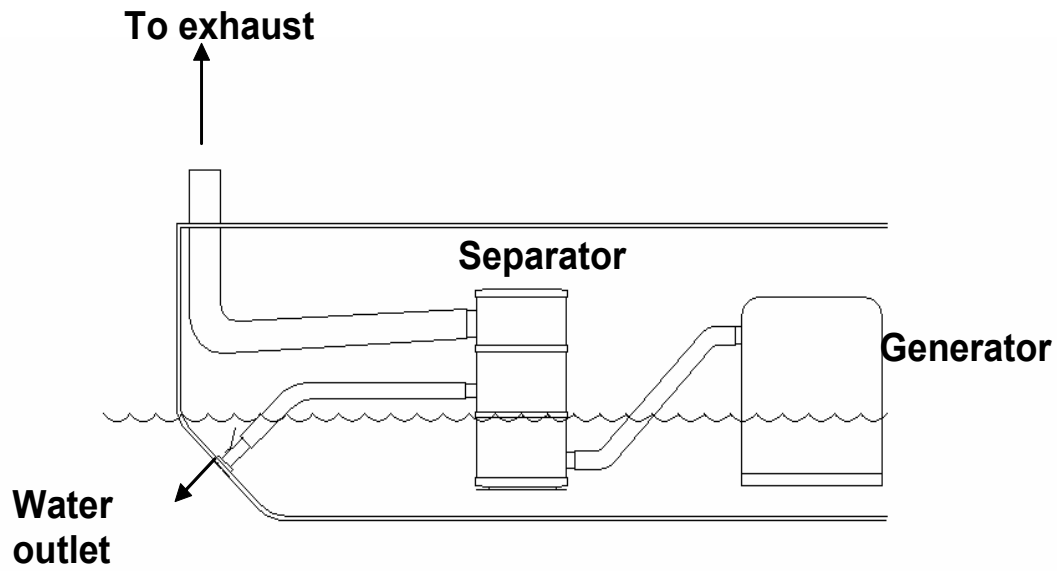 To exhaust
Separator
Generator
Water
outlet